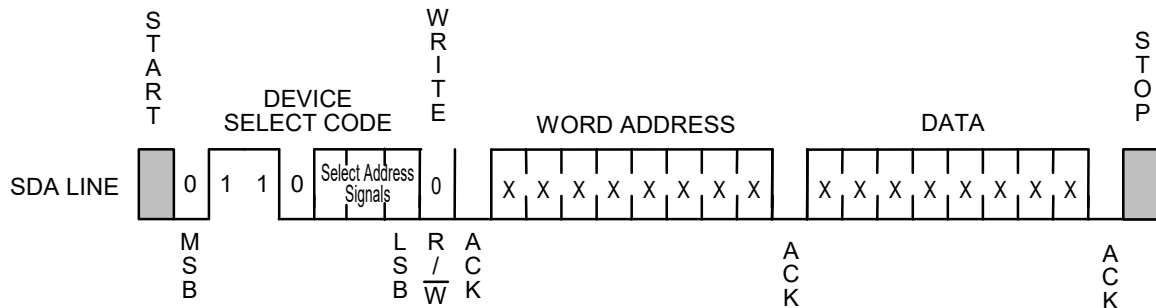 START
WRITE
STOP
DEVICE
SELECT CODE
WORD ADDRESS
DATA
SDA LINE
0 1 1 0
Select Address
Signals
0
X X X X X X X X
X X X X X X X X
MSB
LSB
R/W
ACK
ACK
ACK